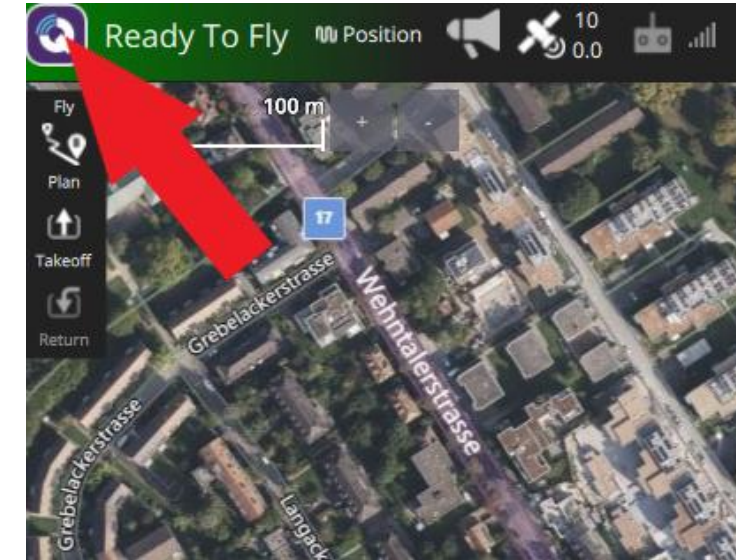 Ready To Fly
Position
10
0.0
Fly
100 m
+
-
Plan
17
Takeoff
Grebelackerstrasse
Wehntalerstrasse
Return
Grebelackerstrasse
Langack